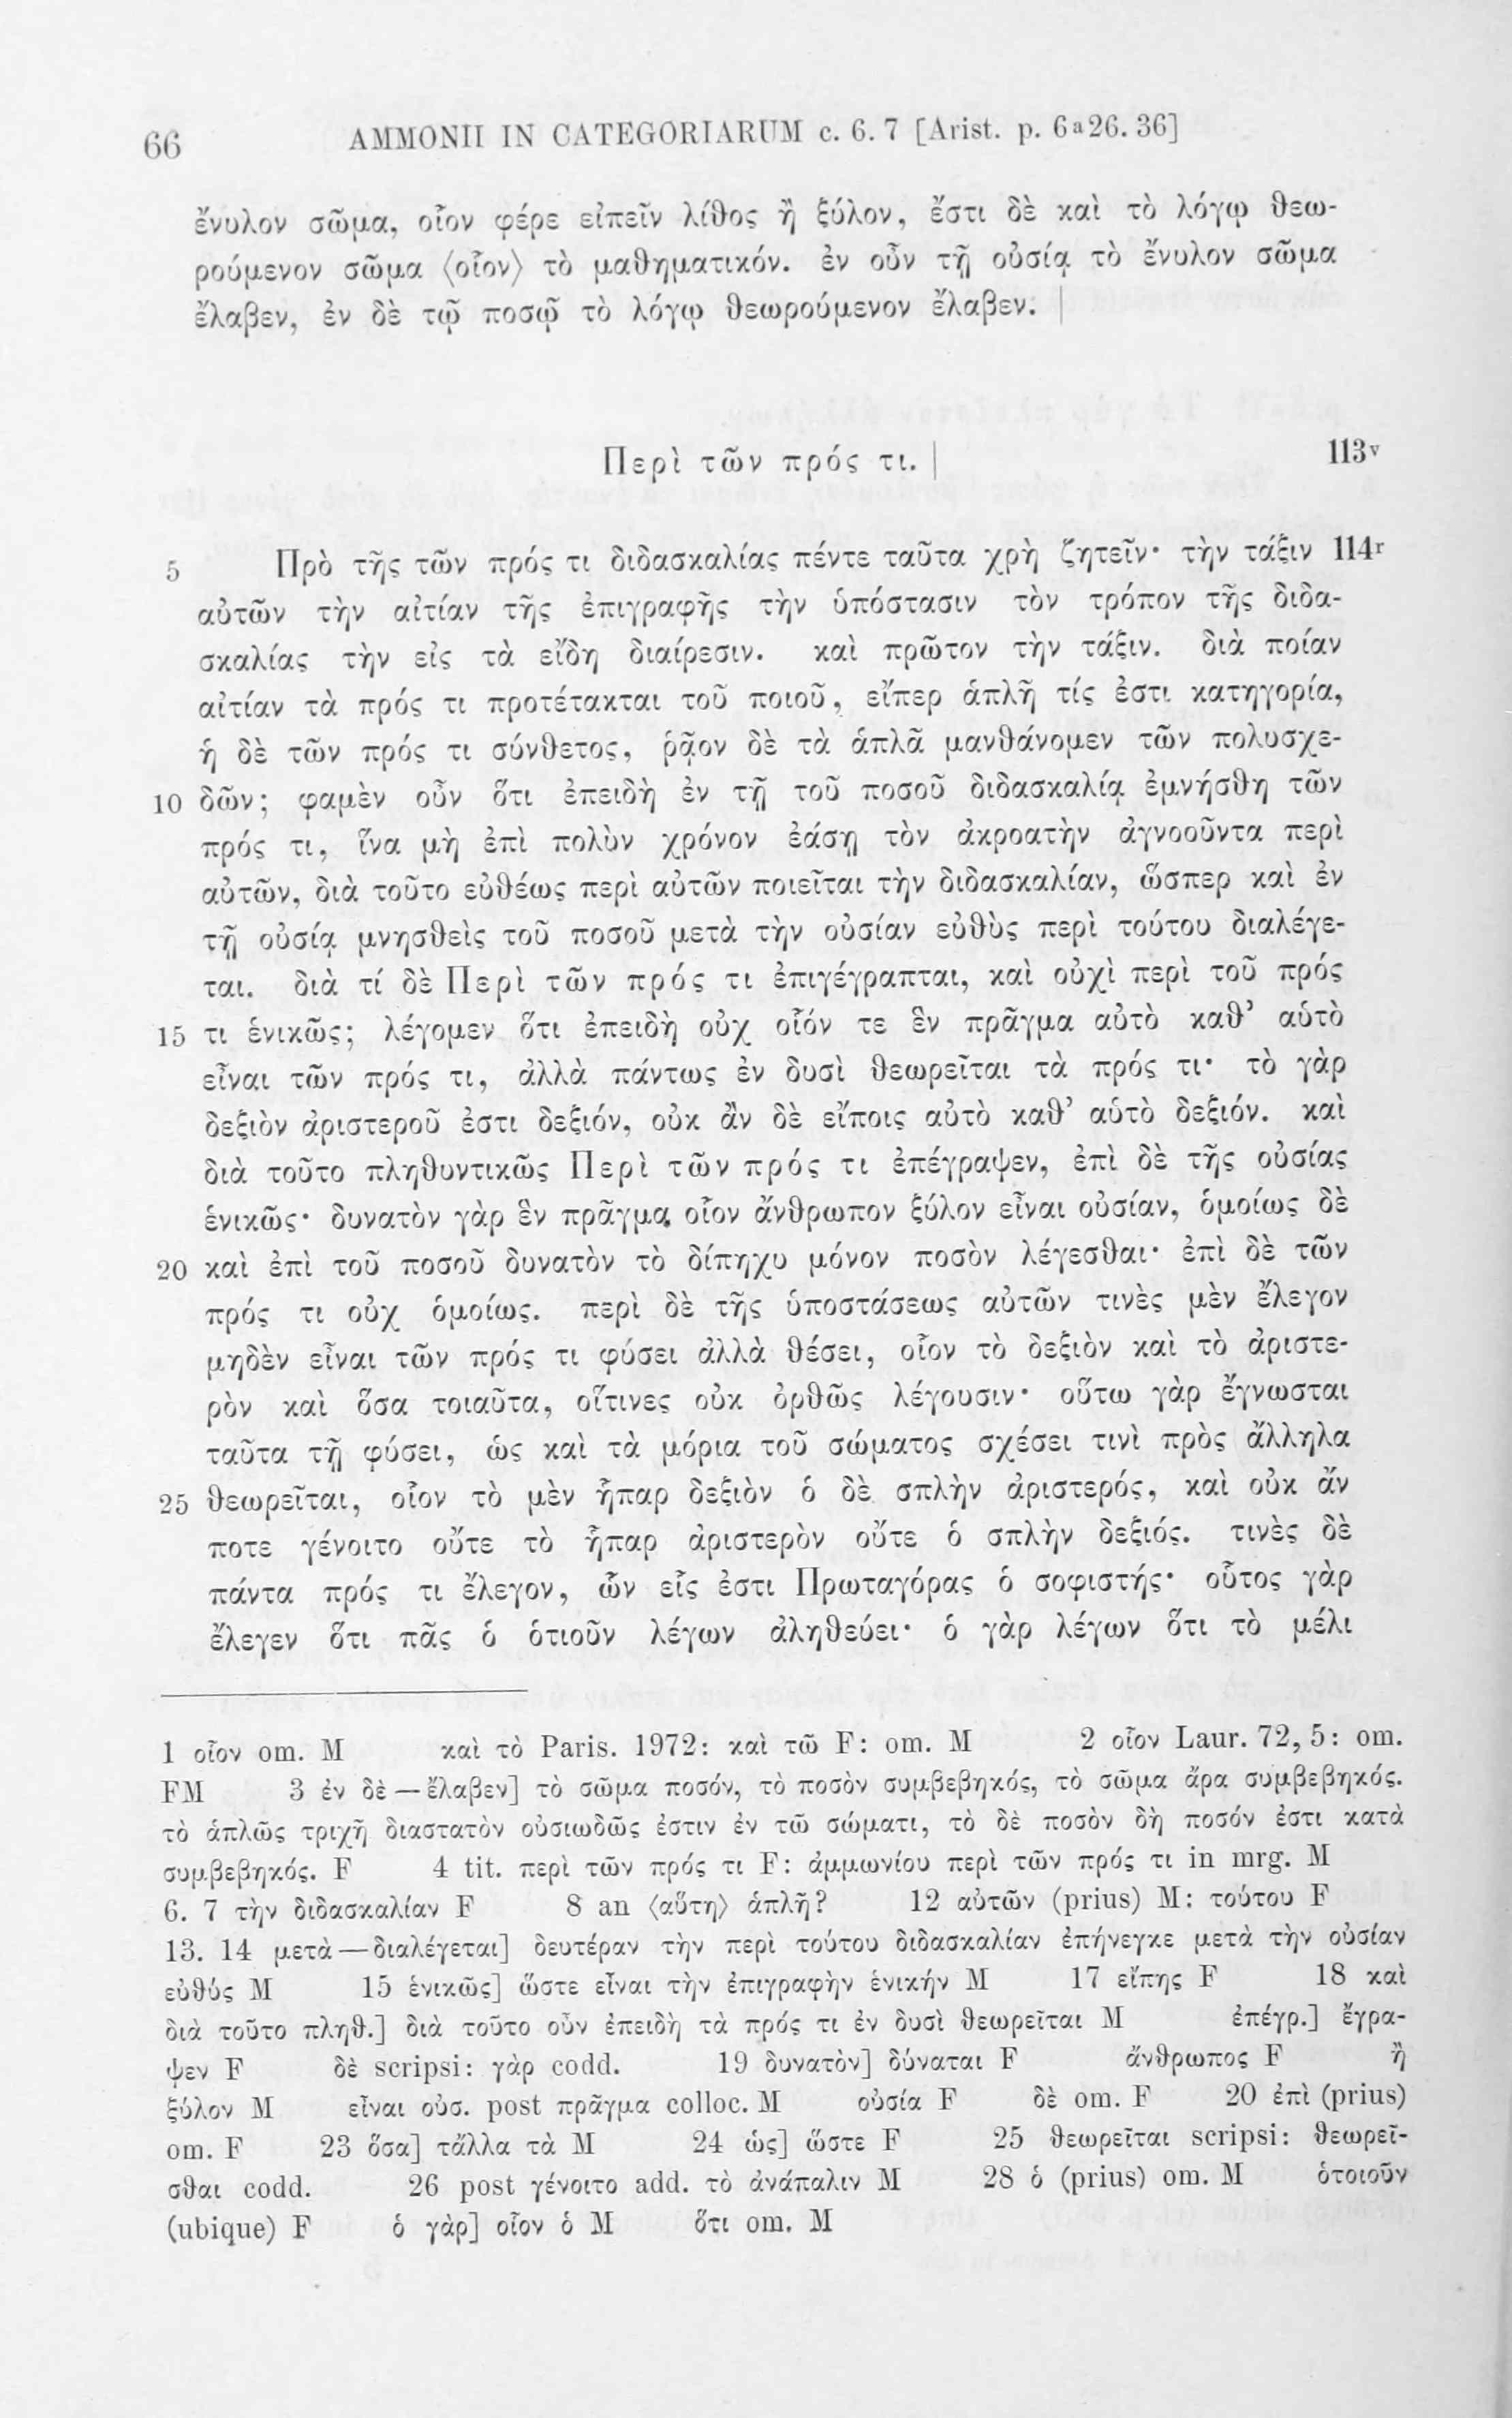 66 AMMONII IN CATEGORIARUM c. 6. 7 [Arist. p. 6a26. 36]
ἔνυλον σῶμα, οἷον φέρε εἰπεῖν λίθος ἢ ξύλον, ἔστι δὲ καὶ τὸ λόγῳ θεω-
ρούμενον σῶμα ⟨οἷον⟩ τὸ μαθηματικόν. ἐν οὖν τῇ οὐσίᾳ τὸ ἔνυλον σῶμα
ἔλαβεν, ἐν δὲ τῷ ποσῷ τὸ λόγῳ θεωρούμενον ἔλαβεν. |
Περὶ τῶν πρός τι. | 113v
5 Πρὸ τῆς τῶν πρός τι διδασκαλίας πέντε ταῦτα χρὴ ζητεῖν· τὴν τάξιν 114r
αὐτῶν τὴν αἰτίαν τῆς ἐπιγραφῆς τὴν ὑπόστασιν τὸν τρόπον τῆς διδα-
σκαλίας τὴν εἰς τὰ εἴδη διαίρεσιν. καὶ πρῶτον τὴν τάξιν. διὰ ποίαν
αἰτίαν τὰ πρός τι προτέτακται τοῦ ποιοῦ, εἴπερ ἁπλῆ τίς ἐστι κατηγορία,
ἡ δὲ τῶν πρός τι σύνθετος, ῥᾷον δὲ τὰ ἁπλᾶ μανθάνομεν τῶν πολυσχε-
10 δῶν; φαμὲν οὖν ὅτι ἐπειδὴ ἐν τῇ τοῦ ποσοῦ διδασκαλίᾳ ἐμνήσθη τῶν
πρός τι, ἵνα μὴ ἐπὶ πολὺν χρόνον ἐάσῃ τὸν ἀκροατὴν ἀγνοοῦντα περὶ
αὐτῶν, διὰ τοῦτο εὐθέως περὶ αὐτῶν ποιεῖται τὴν διδασκαλίαν, ὥσπερ καὶ ἐν
τῇ οὐσίᾳ μνησθεὶς τοῦ ποσοῦ μετὰ τὴν οὐσίαν εὐθὺς περὶ τούτου διαλέγε-
ται. διὰ τί δὲ Περὶ τῶν πρός τι ἐπιγέγραπται, καὶ οὐχὶ περὶ τοῦ πρός
15 τι ἑνικῶς; λέγομεν ὅτι ἐπειδὴ οὐχ οἷόν τε ἓν πρᾶγμα αὐτὸ καθ' αὑτὸ
εἶναι τῶν πρός τι, ἀλλὰ πάντως ἐν δυσὶ θεωρεῖται τὰ πρός τι· τὸ γὰρ
δεξιὸν ἀριστεροῦ ἐστι δεξιόν, οὐκ ἂν δὲ εἴποις αὐτὸ καθ' αὑτὸ δεξιόν. καὶ
διὰ τοῦτο πληθυντικῶς Περὶ τῶν πρός τι ἐπέγραψεν, ἐπὶ δὲ τῆς οὐσίας
ἑνικῶς· δυνατὸν γὰρ ἓν πρᾶγμα οἷον ἄνθρωπον ξύλον εἶναι οὐσίαν, ὁμοίως δὲ
20 καὶ ἐπὶ τοῦ ποσοῦ δυνατὸν τὸ δίπηχυ μόνον ποσὸν λέγεσθαι· ἐπὶ δὲ τῶν
πρός τι οὐχ ὁμοίως. περὶ δὲ τῆς ὑποστάσεως αὐτῶν τινὲς μὲν ἔλεγον
μηδὲν εἶναι τῶν πρός τι φύσει ἀλλὰ θέσει, οἷον τὸ δεξιὸν καὶ τὸ ἀριστε-
ρὸν καὶ ὅσα τοιαῦτα, οἵτινες οὐκ ὀρθῶς λέγουσιν· οὕτω γὰρ ἔγνωσται
ταῦτα τῇ φύσει, ὡς καὶ τὰ μόρια τοῦ σώματος σχέσει τινὶ πρὸς ἄλληλα
25 θεωρεῖται, οἷον τὸ μὲν ἧπαρ δεξιὸν ὁ δὲ σπλὴν ἀριστερός, καὶ οὐκ ἄν
ποτε γένοιτο οὔτε τὸ ἧπαρ ἀριστερὸν οὔτε ὁ σπλὴν δεξιός. τινὲς δὲ
πάντα πρός τι ἔλεγον, ὧν εἷς ἐστι Πρωταγόρας ὁ σοφιστής· οὗτος γὰρ
ἔλεγεν ὅτι πᾶς ὁ ὁτιοῦν λέγων ἀληθεύει· ὁ γὰρ λέγων ὅτι τὸ μέλι
1 οἷον om. M καὶ τὸ Paris. 1972: καὶ τῶ F: om. M 2 οἷον Laur. 72, 5: om.
FM 3 ἐν δὲ — ἔλαβεν] τὸ σῶμα ποσόν, τὸ ποσὸν συμβεβηκός, τὸ σῶμα ἄρα συμβεβηκός.
τὸ ἁπλῶς τριχῆ διαστατὸν οὐσιωδῶς ἐστιν ἐν τῶ σώματι, τὸ δὲ ποσὸν δὴ ποσόν ἐστι κατὰ
συμβεβηκός. F 4 tit. περὶ τῶν πρός τι F: ἀμμωνίου περὶ τῶν πρός τι in mrg. M
6. 7 τὴν διδασκαλίαν F 8 an ⟨αὕτη⟩ ἁπλῆ? 12 αὐτῶν (prius) M: τούτου F
13. 14 μετὰ — διαλέγεται] δευτέραν τὴν περὶ τούτου διδασκαλίαν ἐπήνεγκε μετὰ τὴν οὐσίαν
εὐθύς M 15 ἑνικῶς] ὥστε εἶναι τὴν ἐπιγραφὴν ἑνικήν M 17 εἴπης F 18 καὶ
διὰ τοῦτο πληθ.] διὰ τοῦτο οὖν ἐπειδὴ τὰ πρός τι ἐν δυσὶ θεωρεῖται M ἐπέγρ.] ἔγρα-
ψεν F δὲ scripsi: γὰρ codd. 19 δυνατὸν] δύναται F ἄνθρωπος F ἢ
ξύλον M εἶναι οὐσ. post πρᾶγμα colloc. M οὐσία F δὲ om. F 20 ἐπὶ (prius)
om. F 23 ὅσα] τἄλλα τὰ M 24 ὡς] ὥστε F 25 θεωρεῖται scripsi: θεωρεῖ-
σθαι codd. 26 post γένοιτο add. τὸ ἀνάπαλιν M 28 ὁ (prius) om. M ὁτοιοῦν
(ubique) F ὁ γὰρ] οἷον ὁ M ὅτι om. M